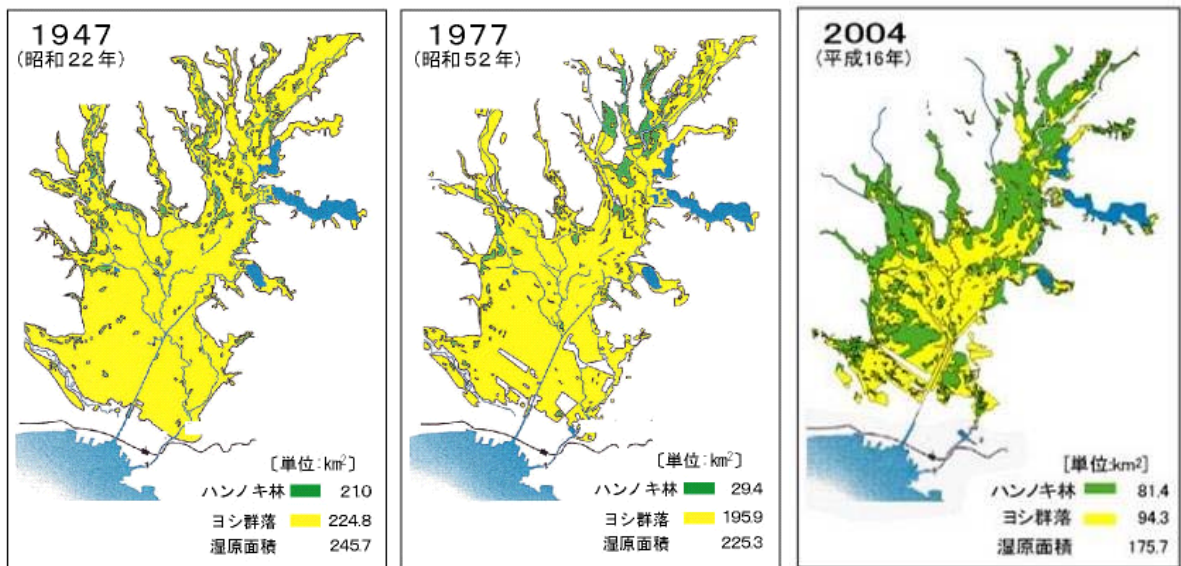 1947
(昭和22年)
[単位:km²]
ハンノキ林 21.0
ヨシ群落 224.8
湿原面積 245.7
1977
(昭和52年)
[単位:km²]
ハンノキ林 29.4
ヨシ群落 195.9
湿原面積 225.3
2004
(平成16年)
[単位:km²]
ハンノキ林 81.4
ヨシ群落 94.3
湿原面積 175.7